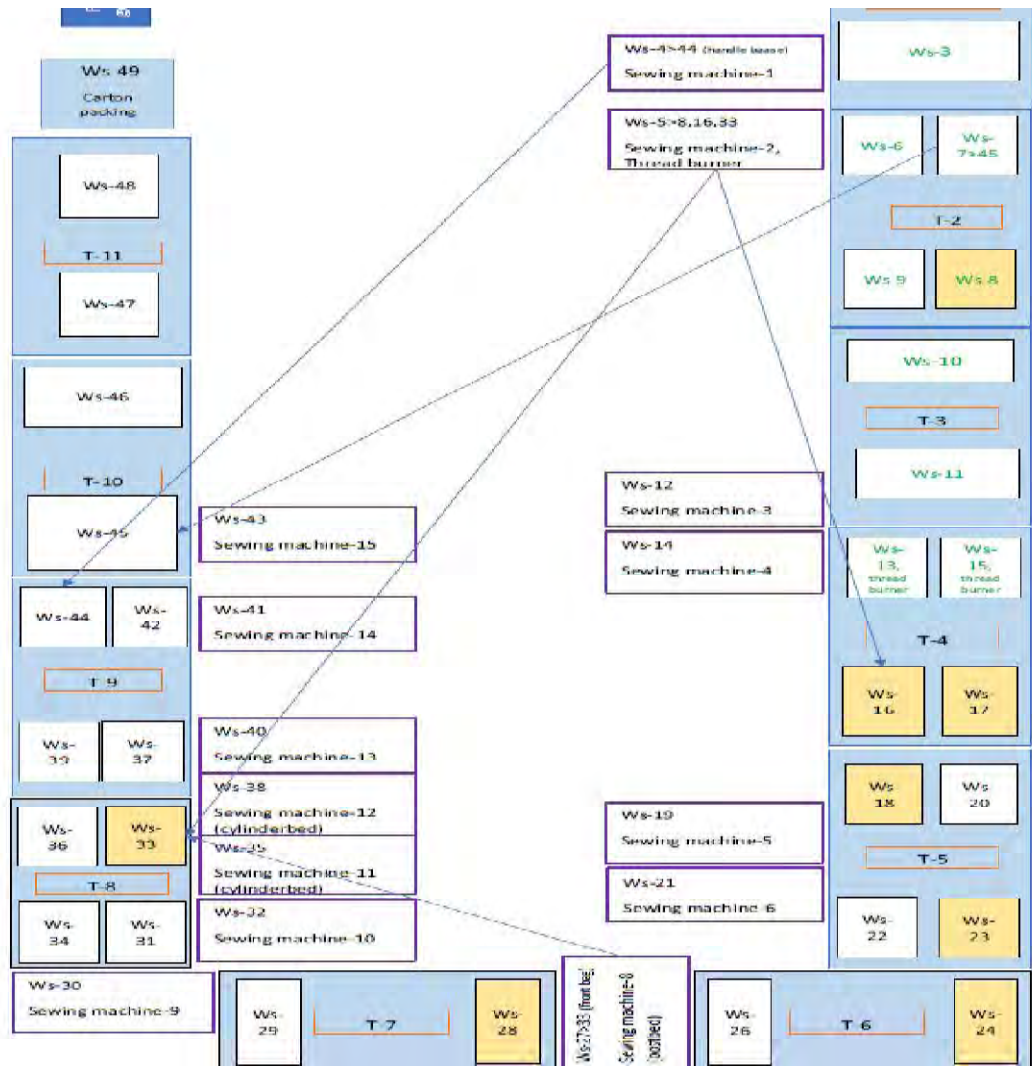 Ws-49
Carton
packing
Ws-48
T-11
Ws-47
Ws-46
T-10
Ws-45
Ws-43
Sewing machine-15
Ws-44
Ws-
42
Ws-41
Sewing machine-14
T-9
Ws-
39
Ws-
37
Ws-40
Sewing machine-13
Ws-38
Sewing machine-12
(cylinderbed)
Ws-
36
Ws-
33
Ws-35
Sewing machine-11
(cylinderbed)
T-8
Ws-
34
Ws-
31
Ws-32
Sewing machine-10
Ws-30
Sewing machine-9
Ws-
29
T-7
Ws-
28
Sewing machine-8
(postbed)
Ws-
26
T-6
Ws-
24
Ws-4>44 (handle
Sewing machine-1
Ws-5>8,16,33
Sewing machine-2,
Thread burner
Ws-3
Ws-6
Ws-
7>45
T-2
Ws-9
Ws-8
Ws-10
T-3
Ws-11
Ws-12
Sewing machine-3
Ws-14
Sewing machine-4
Ws-
13,
thread
burner
Ws-
15,
thread
burner
T-4
Ws-
16
Ws-
17
Ws-
18
Ws-
20
Ws-19
Sewing machine-5
T-5
Ws-21
Sewing machine-6
Ws-
22
Ws-
23